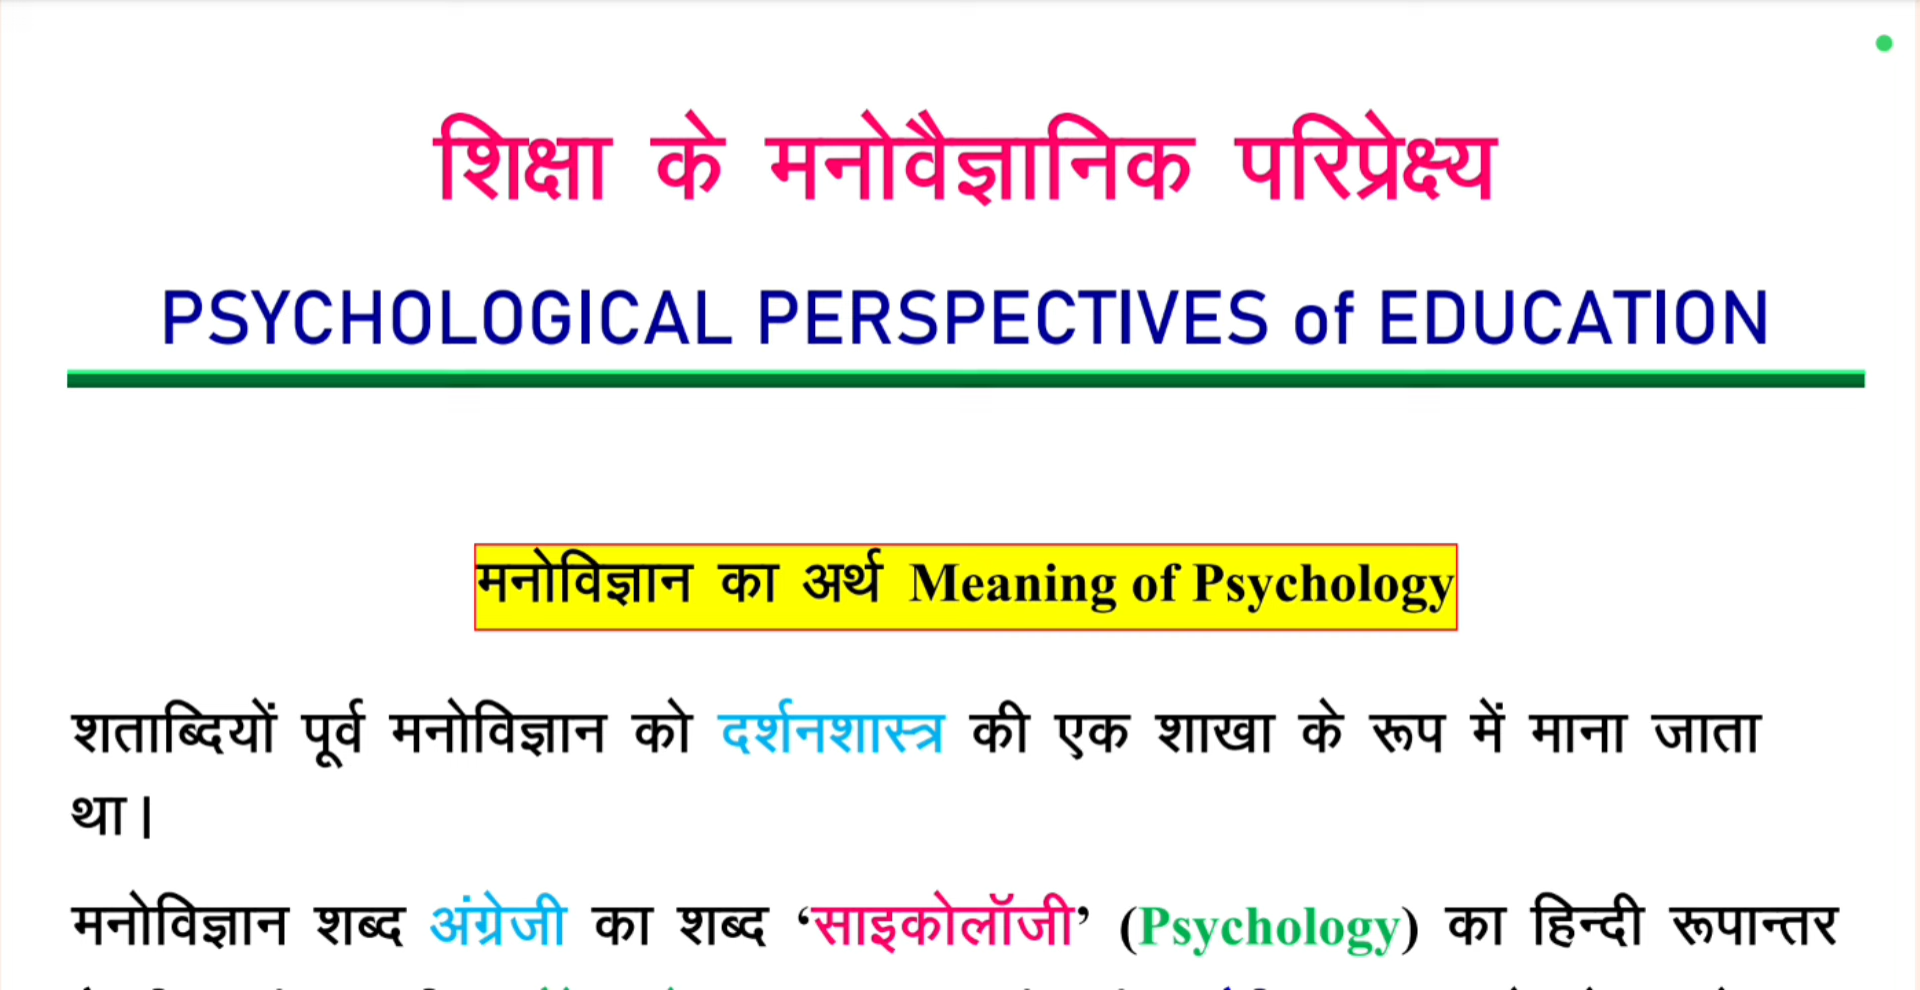 शिक्षा के मनोवैज्ञानिक परिप्रेक्ष्य
PSYCHOLOGICAL PERSPECTIVES of EDUCATION
मनोविज्ञान का अर्थ Meaning of Psychology
शताब्दियों पूर्व मनोविज्ञान को दर्शनशास्त्र की एक शाखा के रूप में माना जाता
था।
मनोविज्ञान शब्द अंग्रेजी का शब्द ‘साइकोलॉजी’ (Psychology) का हिन्दी रूपान्तर